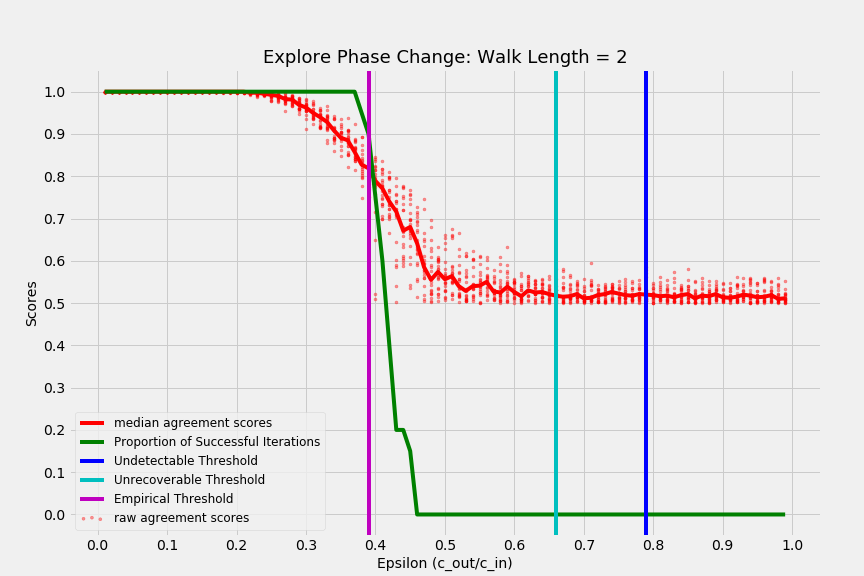 Explore Phase Change: Walk Length = 2
1.0
0.9
0.8
0.7
0.6
0.5
0.4
0.3
0.2
0.1
0.0
Scores
median agreement scores
Proportion of Successful Iterations
Undetectable Threshold
Unrecoverable Threshold
Empirical Threshold
raw agreement scores
0.0 0.1 0.2 0.3 0.4 0.5 0.6 0.7 0.8 0.9 1.0
Epsilon (c_out/c_in)